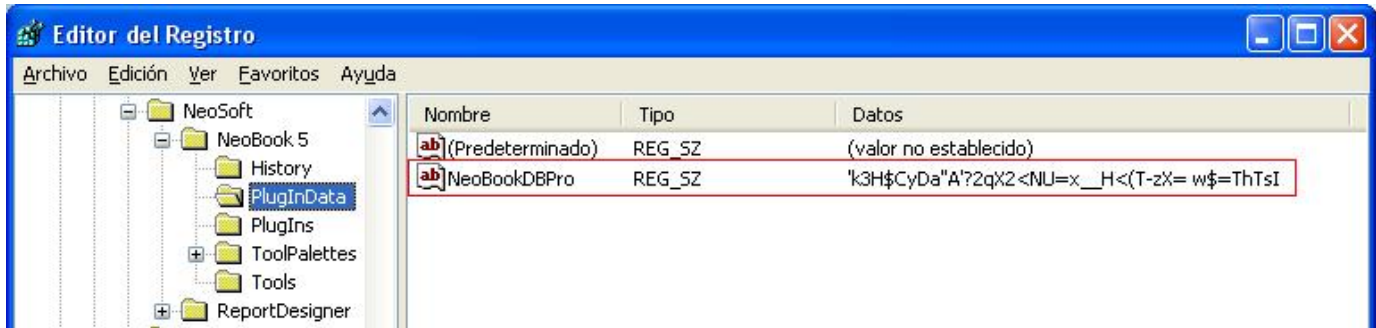 Editor del Registro
Archivo Edición Ver Favoritos Ayuda
NeoSoft
NeoBook 5
History
PlugInData
PlugIns
ToolPalettes
Tools
ReportDesigner
Nombre Tipo Datos
(Predeterminado) REG_SZ (valor no establecido)
NeoBookDBPro REG_SZ 'k3H$CyDa"A'?2qX2<NU=x__H<(T-zX= w$=ThTsI